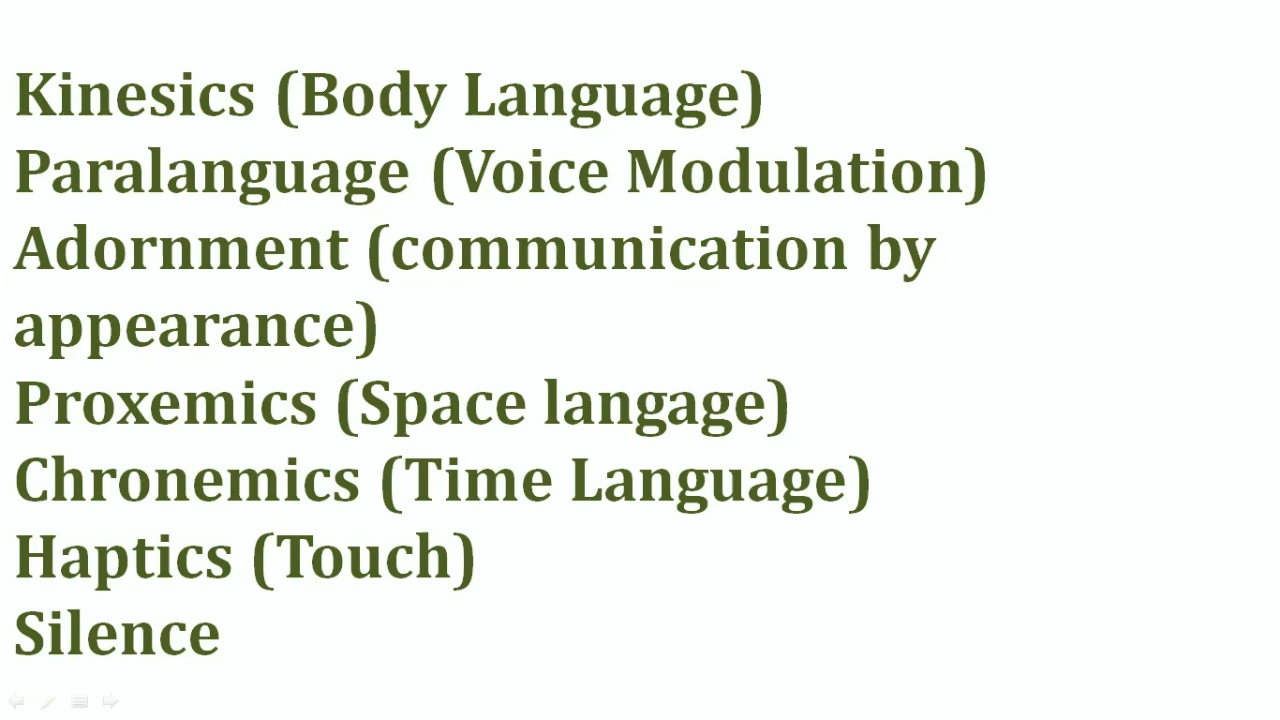 Kinesics (Body Language)
Paralanguage (Voice Modulation)
Adornment (communication by
appearance)
Proxemics (Space langage)
Chronemics (Time Language)
Haptics (Touch)
Silence